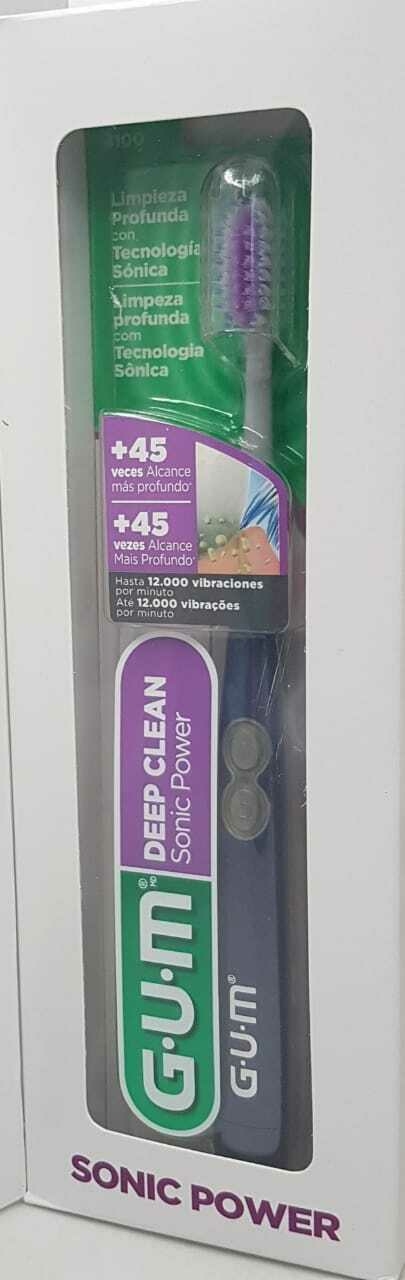 4100
Limpieza
Profunda
con
Tecnología
Sónica
Limpeza
profunda
com
Tecnologia
Sônica
+45
veces Alcance
más profundo*
+45
vezes Alcance
Mais Profundo*
Hasta 12.000 vibraciones
por minuto
Até 12.000 vibrações
por minuto
DEEP CLEAN
Sonic Power
G·U·M® MD
G·U·M®
SONIC POWER